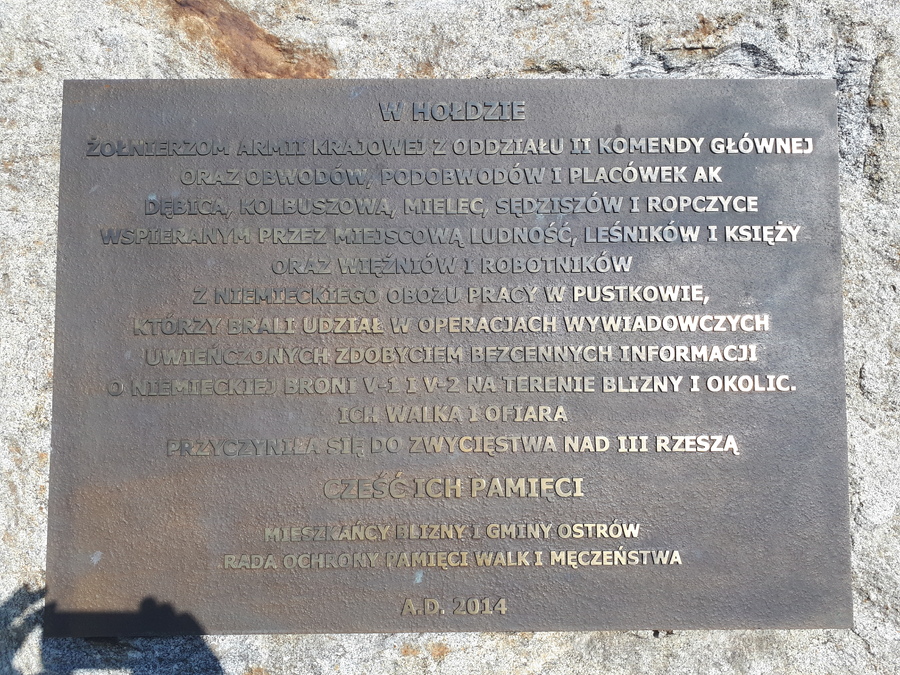 W HOŁDZIE
ŻOŁNIERZOM ARMII KRAJOWEJ Z ODDZIAŁU II KOMENDY GŁÓWNEJ
ORAZ OBWODÓW, PODOBWODÓW I PLACÓWEK AK
DĘBICA, KOLBUSZOWA, MIELEC, SĘDZISZÓW I ROPCZYCE
WSPIERANYM PRZEZ MIEJSCOWĄ LUDNOŚĆ, LEŚNIKÓW I KSIĘŻY
ORAZ WIĘŹNIÓW I ROBOTNIKÓW
Z NIEMIECKIEGO OBOZU PRACY W PUSTKOWIE,
KTÓRZY BRALI UDZIAŁ W OPERACJACH WYWIADOWCZYCH
UWIEŃCZONYCH ZDOBYCIEM BEZCENNYCH INFORMACJI
O NIEMIECKIEJ BRONI V-1 I V-2 NA TERENIE BLIZNY I OKOLIC.
ICH WALKA I OFIARA
PRZYCZYNIŁA SIĘ DO ZWYCIĘSTWA NAD III RZESZĄ
CZEŚĆ ICH PAMIĘCI
MIESZKAŃCY BLIZNY I GMINY OSTRÓW
RADA OCHRONY PAMIĘCI WALK I MĘCZEŃSTWA
A.D. 2014